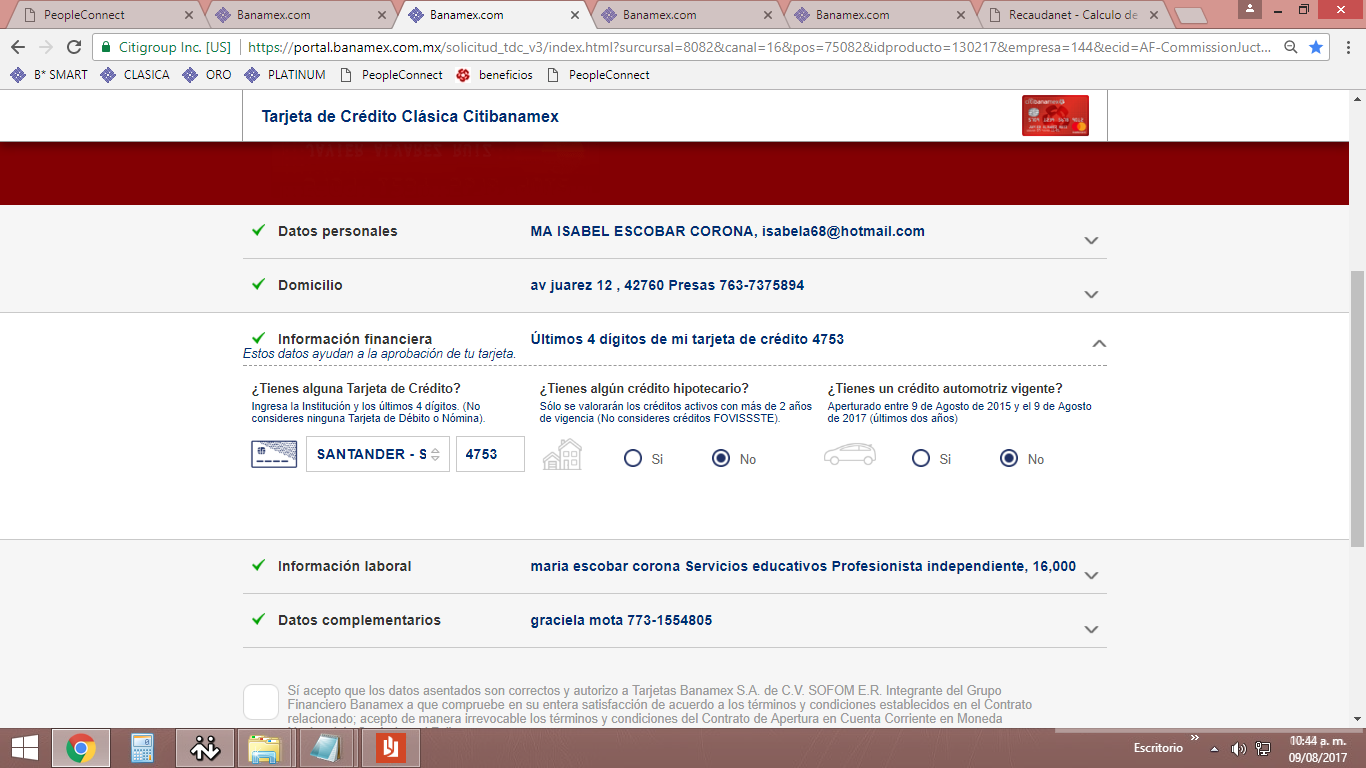 PeopleConnect
Banamex.com
Banamex.com
Banamex.com
Banamex.com
Recaudanet - Calculo de
Citigroup Inc. [US] https://portal.banamex.com.mx/solicitud_tdc_v3/index.html?surcursal=8082&canal=16&pos=75082&idproducto=130217&empresa=144&ecid=AF-CommissionJuct...
B* SMART CLASICA ORO PLATINUM PeopleConnect beneficios PeopleConnect
Tarjeta de Crédito Clásica Citibanamex
Datos personales MA ISABEL ESCOBAR CORONA, isabela68@hotmail.com
Domicilio av juarez 12 , 42760 Presas 763-7375894
Información financiera Últimos 4 dígitos de mi tarjeta de crédito 4753
Estos datos ayudan a la aprobación de tu tarjeta.
¿Tienes alguna Tarjeta de Crédito?
Ingresa la Institución y los últimos 4 dígitos. (No
consideres ninguna Tarjeta de Débito o Nómina).
SANTANDER - S 4753
¿Tienes algún crédito hipotecario?
Sólo se valorarán los créditos activos con más de 2 años
de vigencia (No consideres créditos FOVISSSTE).
Si No
¿Tienes un crédito automotriz vigente?
Aperturado entre 9 de Agosto de 2015 y el 9 de Agosto
de 2017 (últimos dos años)
Si No
Información laboral maria escobar corona Servicios educativos Profesionista independiente, 16,000
Datos complementarios graciela mota 773-1554805
Sí acepto que los datos asentados son correctos y autorizo a Tarjetas Banamex S.A. de C.V. SOFOM E.R. Integrante del Grupo
Financiero Banamex a que compruebe en su entera satisfacción de acuerdo a los términos y condiciones establecidos en el Contrato
relacionado; acepto de manera irrevocable los términos y condiciones del Contrato de Apertura en Cuenta Corriente en Moneda
Escritorio
10:44 a. m.
09/08/2017